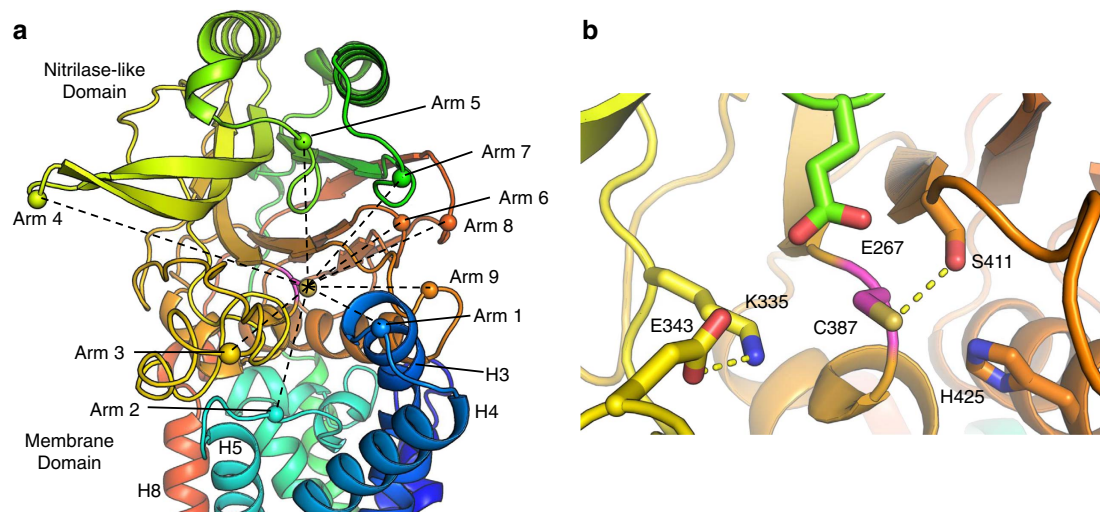 a
Nitrilase-like
Domain
Arm 5
Arm 7
Arm 6
Arm 4
Arm 8
Arm 9
Arm 1
Arm 3
H3
Arm 2
H4
Membrane
Domain
H5
H8
b
E267
S411
K335
E343
C387
H425